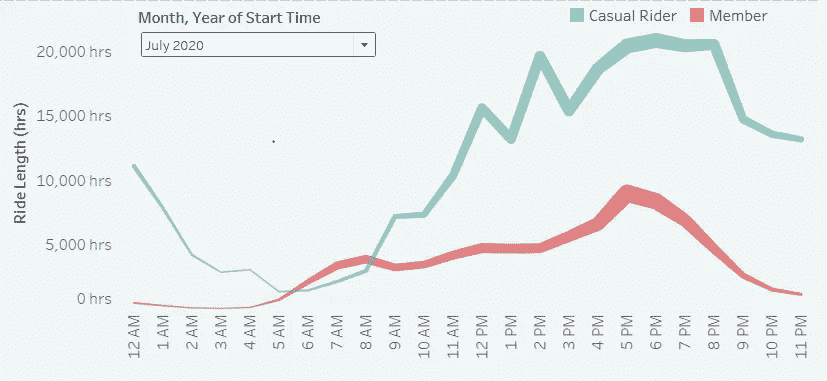 Month, Year of Start Time
July 2020
Casual Rider
Member
Ride Length (hrs)
20,000 hrs
15,000 hrs
10,000 hrs
5,000 hrs
0 hrs
12 AM
1 AM
2 AM
3 AM
4 AM
5 AM
6 AM
7 AM
8 AM
9 AM
10 AM
11 AM
12 PM
1 PM
2 PM
3 PM
4 PM
5 PM
6 PM
7 PM
8 PM
9 PM
10 PM
11 PM